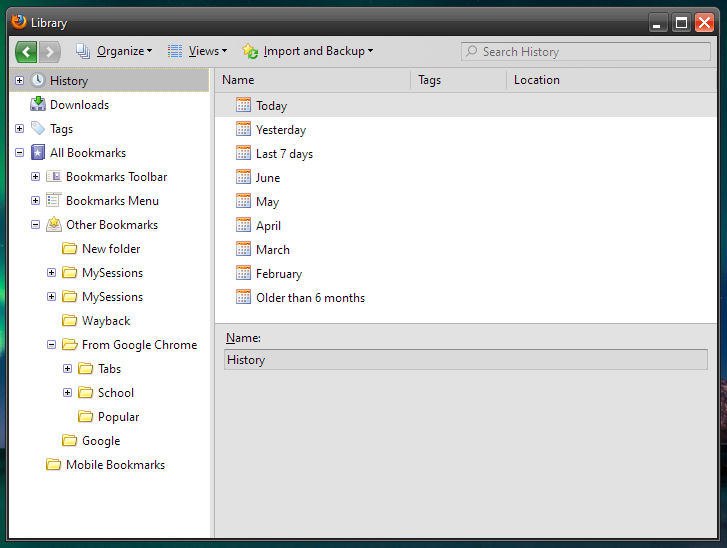 Library
Organize Views Import and Backup Search History
History
Downloads
Tags
All Bookmarks
Bookmarks Toolbar
Bookmarks Menu
Other Bookmarks
New folder
MySessions
MySessions
Wayback
From Google Chrome
Tabs
School
Popular
Google
Mobile Bookmarks
Name Tags Location
Today
Yesterday
Last 7 days
June
May
April
March
February
Older than 6 months
Name:
History